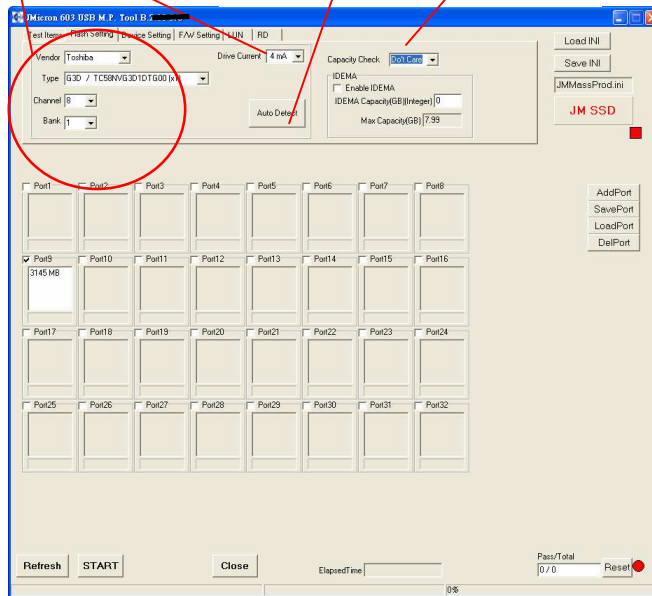 JMicron 603 USB M.P. Tool B.
Test Items Flash Setting Device Setting F/W Setting LUN RD
Load INI
Vendor Toshiba Drive Current 4 mA Capacity Check Don't Care
Save INI
Type G3D / TC58NVG3D1DTG00 (x1) IDEMA
Enable IDEMA
JMMassProd.ini
Channel 8 IDEMA Capacity(GB)(Integer) 0
Auto Detect
JM SSD
Bank 1 Max Capacity(GB) 7.99
Port1 Port2 Port3 Port4 Port5 Port6 Port7 Port8
AddPort
SavePort
LoadPort
DelPort
Port9 Port10 Port11 Port12 Port13 Port14 Port15 Port16
3145 MB
Port17 Port18 Port19 Port20 Port21 Port22 Port23 Port24
Port25 Port26 Port27 Port28 Port29 Port30 Port31 Port32
Pass/Total
Refresh START Close ElapsedTime 0 / 0 Reset
0%